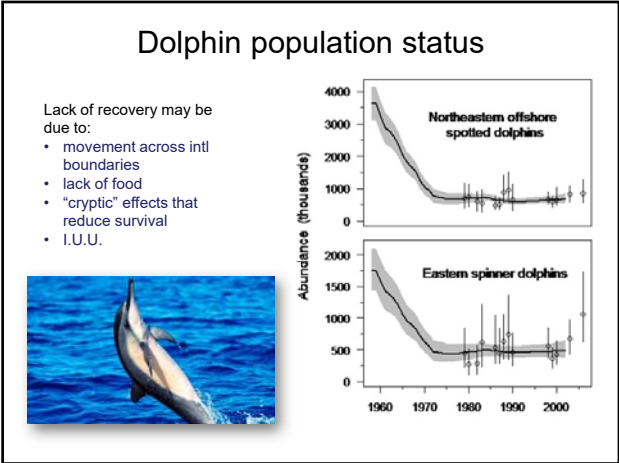 Dolphin population status
Lack of recovery may be
due to:
• movement across intl
boundaries
• lack of food
• “cryptic” effects that
reduce survival
• I.U.U.
Abundance (thousands)
4000
3000
2000
1000
0
Northeastern offshore
spotted dolphins
2000
1500
1000
500
0
Eastern spinner dolphins
1960 1970 1980 1990 2000